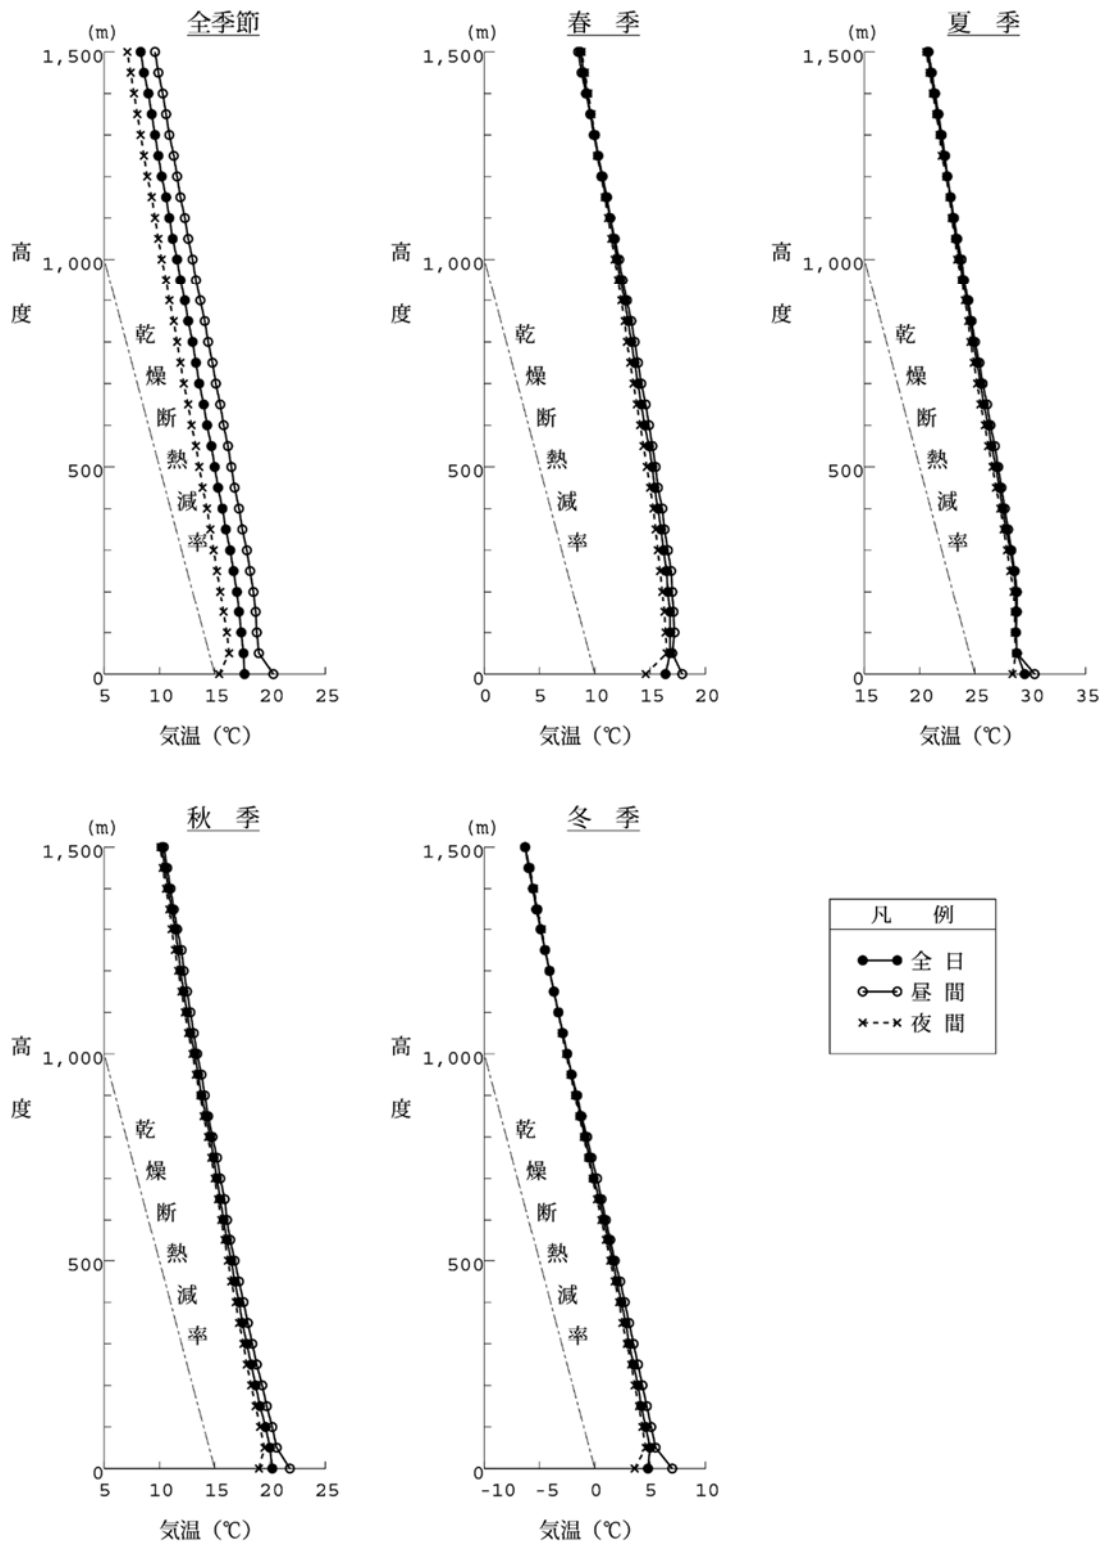 全季節
(m)
1,500
1,000
500
0
高度
乾燥断熱減率
5 10 15 20 25
気温（℃）
春　季
(m)
1,500
1,000
500
0
高度
乾燥断熱減率
0 5 10 15 20
気温（℃）
夏　季
(m)
1,500
1,000
500
0
高度
乾燥断熱減率
15 20 25 30 35
気温（℃）
秋　季
(m)
1,500
1,000
500
0
高度
乾燥断熱減率
5 10 15 20 25
気温（℃）
冬　季
(m)
1,500
1,000
500
0
高度
乾燥断熱減率
-10 -5 0 5 10
気温（℃）
凡　例
全 日
昼 間
夜 間